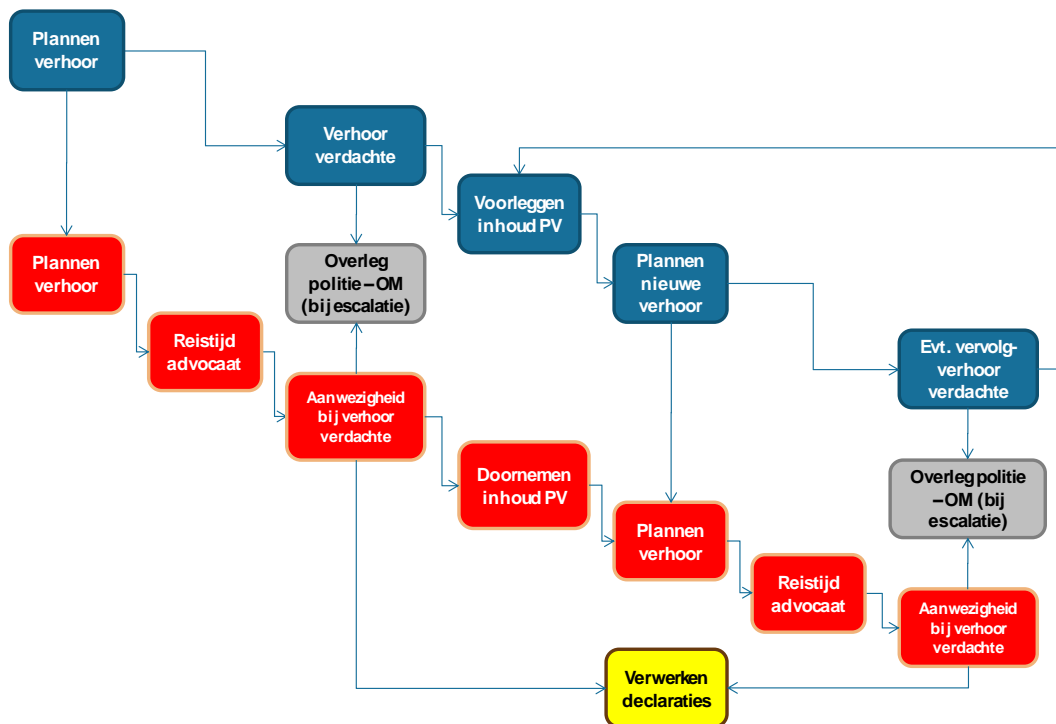 Plannen
verhoor
Verhoor
verdachte
Voorleggen
inhoud PV
Plannen
verhoor
Overleg
politie – OM
(bij escalatie)
Plannen
nieuwe
verhoor
Reistijd
advocaat
Evt. vervolg-
verhoor
verdachte
Aanwezigheid
bij verhoor
verdachte
Doornemen
inhoud PV
Overleg politie
– OM (bij
escalatie)
Plannen
verhoor
Reistijd
advocaat
Aanwezigheid
bij verhoor
verdachte
Verwerken
declaraties